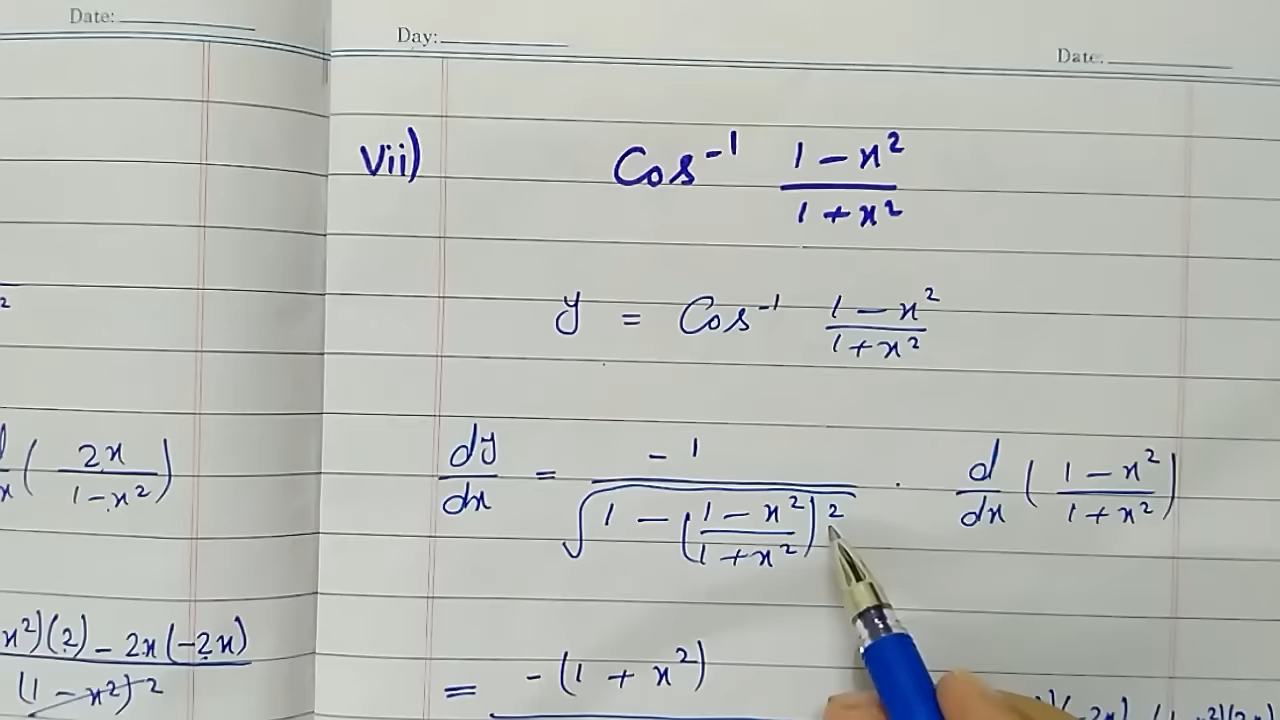 Date:
x²
d/dx ( 2x / 1 - x² )
x²)(2) - 2x(-2x) / (1 - x²)²
Day: Date:
vii) Cos⁻¹ 1 - x² / 1 + x²
y = Cos⁻¹ 1 - x² / 1 + x²
dy/dx = -1 / √(1 - (1 - x² / 1 + x²)²) · d/dx ( 1 - x² / 1 + x² )
= -(1 + x²)